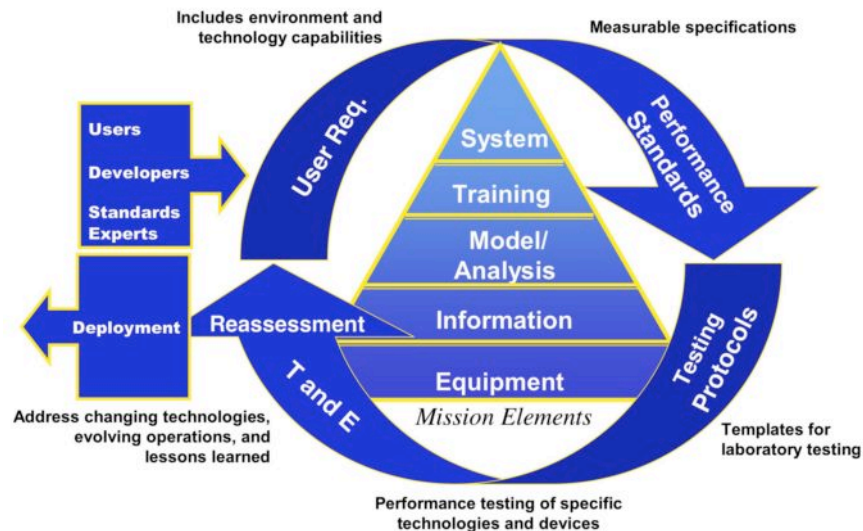 Includes environment and
technology capabilities
Measurable specifications
Users
Developers
Standards
Experts
User Req.
Performance
Standards
System
Training
Model/
Analysis
Information
Equipment
Mission Elements
Deployment
Reassessment
T and E
Testing
Protocols
Address changing technologies,
evolving operations, and
lessons learned
Templates for
laboratory testing
Performance testing of specific
technologies and devices